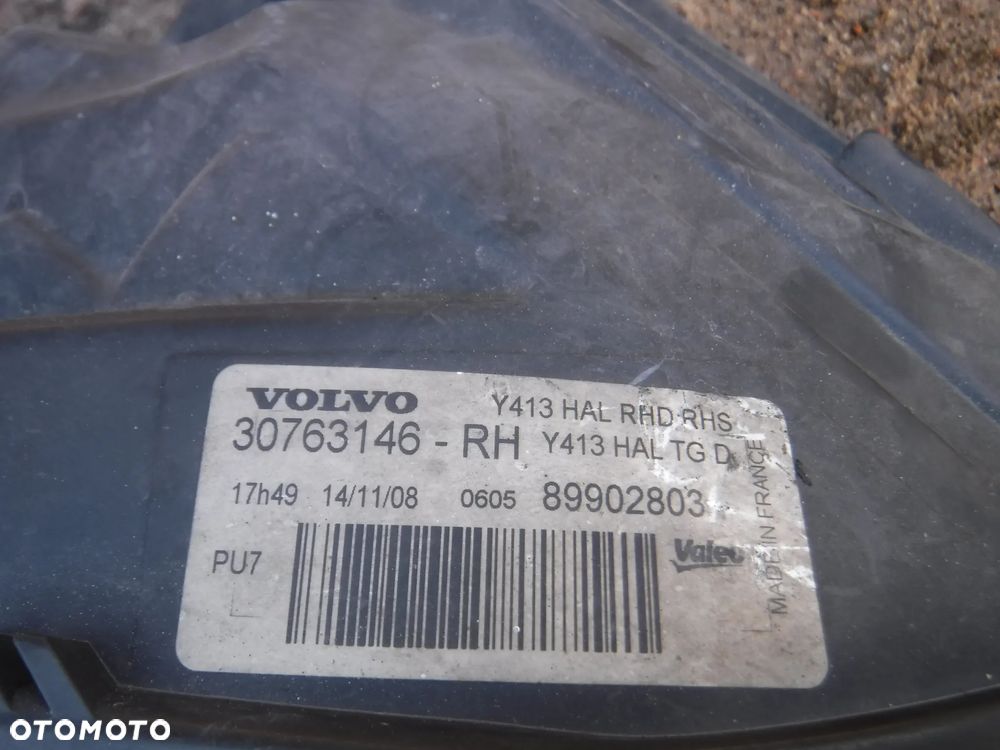 VOLVO Y413 HAL RHD RHS
30763146 - RH Y413 HAL TG D
17h49 14/11/08 0605 89902803
PU7
Valeo
MADE IN FRANCE
OTOMOTO